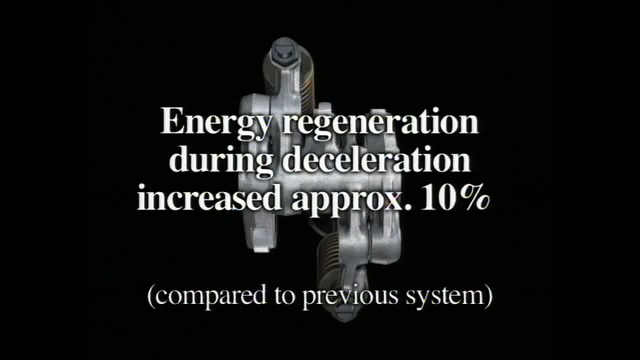 Energy regeneration
during deceleration
increased approx. 10%
(compared to previous system)